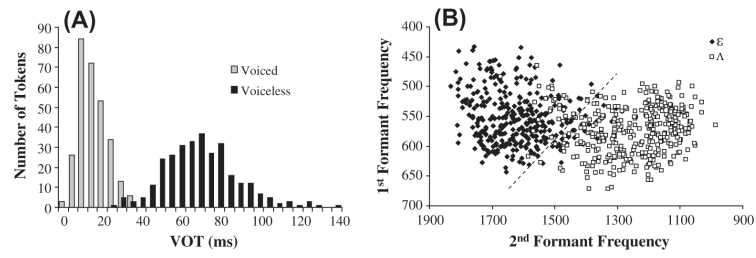 (A)
Number of Tokens
90
80
70
60
50
40
30
20
10
0
Voiced
Voiceless
0 20 40 60 80 100 120 140
VOT (ms)
(B)
1st Formant Frequency
400
450
500
550
600
650
700
ε
Λ
1900 1700 1500 1300 1100 900
2nd Formant Frequency